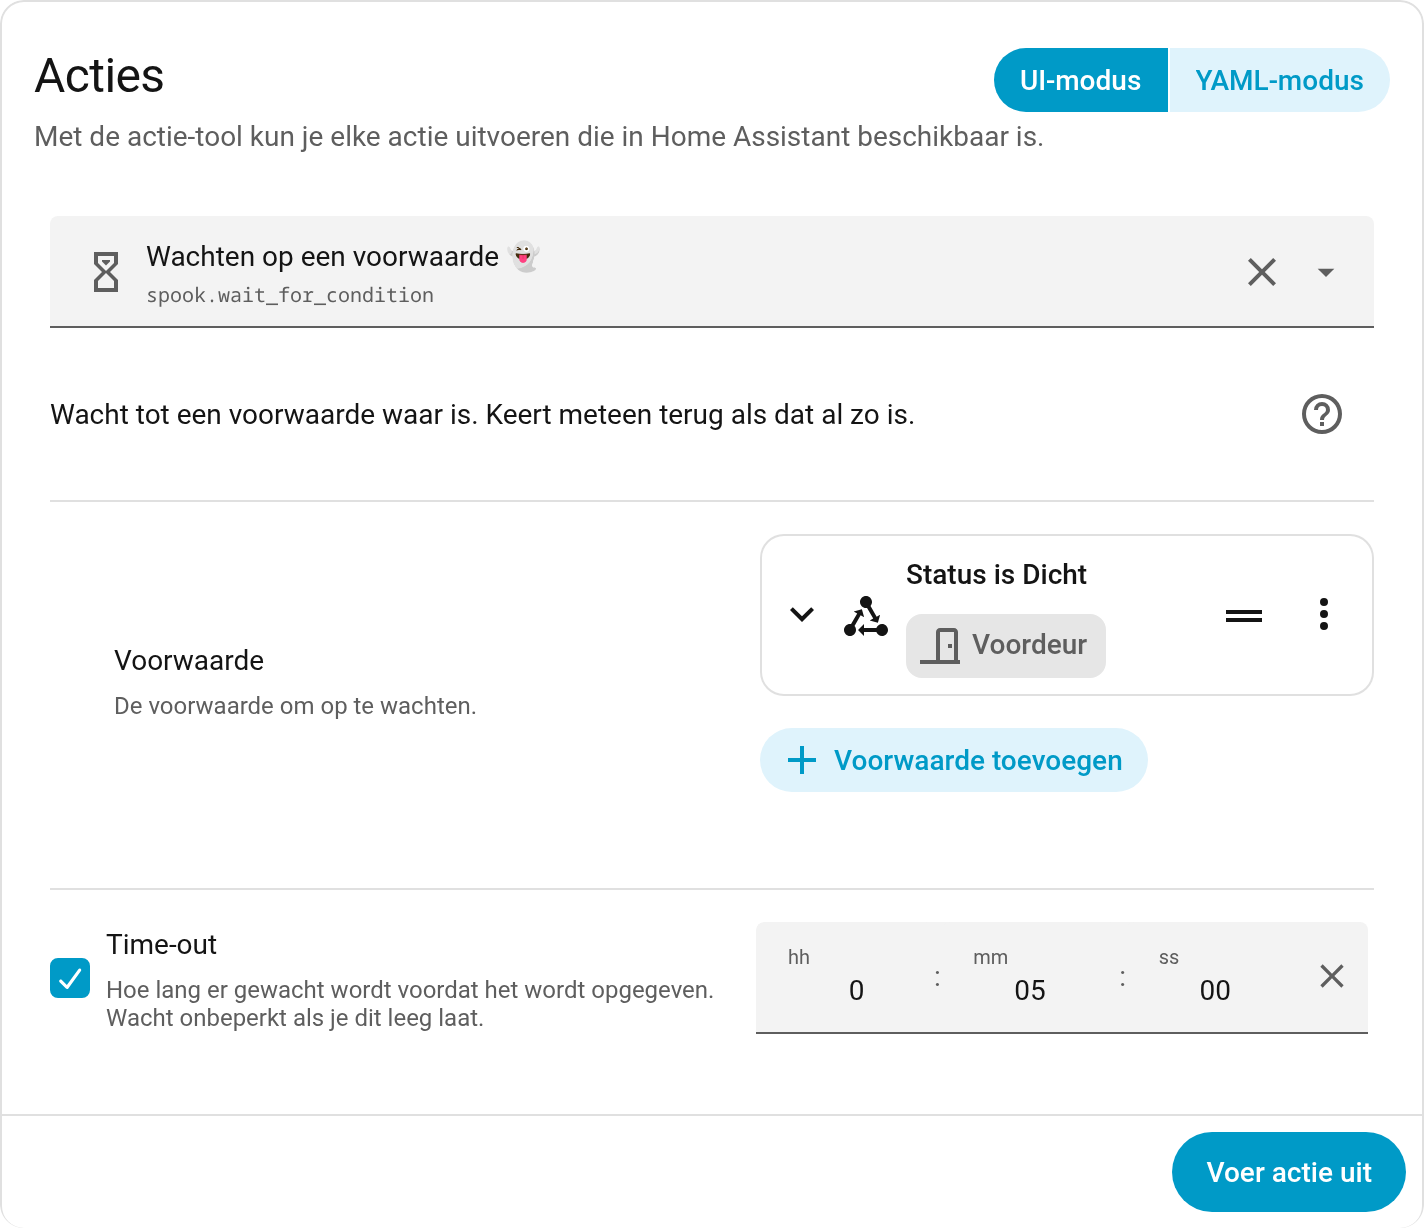 Acties
UI-modus
YAML-modus
Met de actie-tool kun je elke actie uitvoeren die in Home Assistant beschikbaar is.
Wachten op een voorwaarde 👻
spook.wait_for_condition
Wacht tot een voorwaarde waar is. Keert meteen terug als dat al zo is.
Voorwaarde
De voorwaarde om op te wachten.
Status is Dicht
Voordeur
Voorwaarde toevoegen
Time-out
Hoe lang er gewacht wordt voordat het wordt opgegeven.
Wacht onbeperkt als je dit leeg laat.
hh
mm
ss
0 : 05 : 00
Voer actie uit